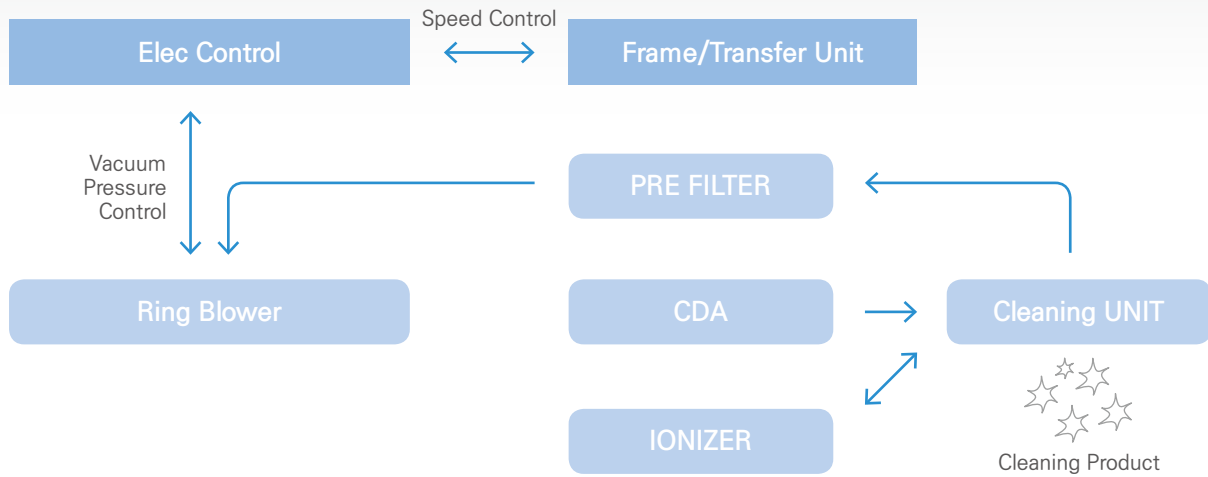 Speed Control
Elec Control
Frame/Transfer Unit
Vacuum
Pressure
Control
PRE FILTER
Ring Blower
CDA
Cleaning UNIT
IONIZER
Cleaning Product